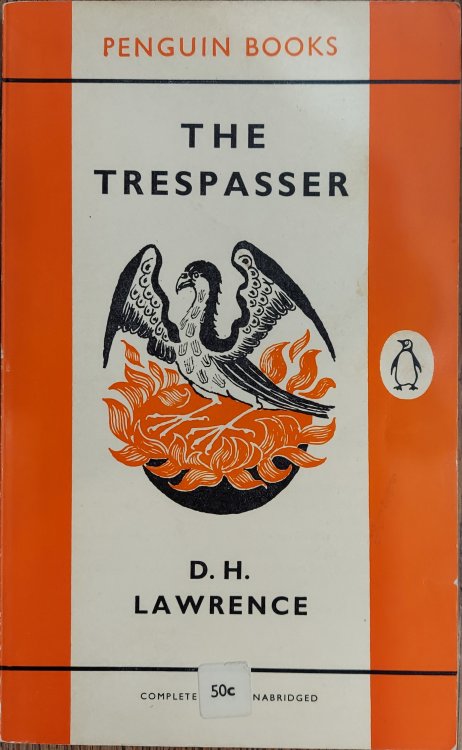 PENGUIN BOOKS
THE
TRESPASSER
D. H.
LAWRENCE
COMPLETE 50c NABRIDGED